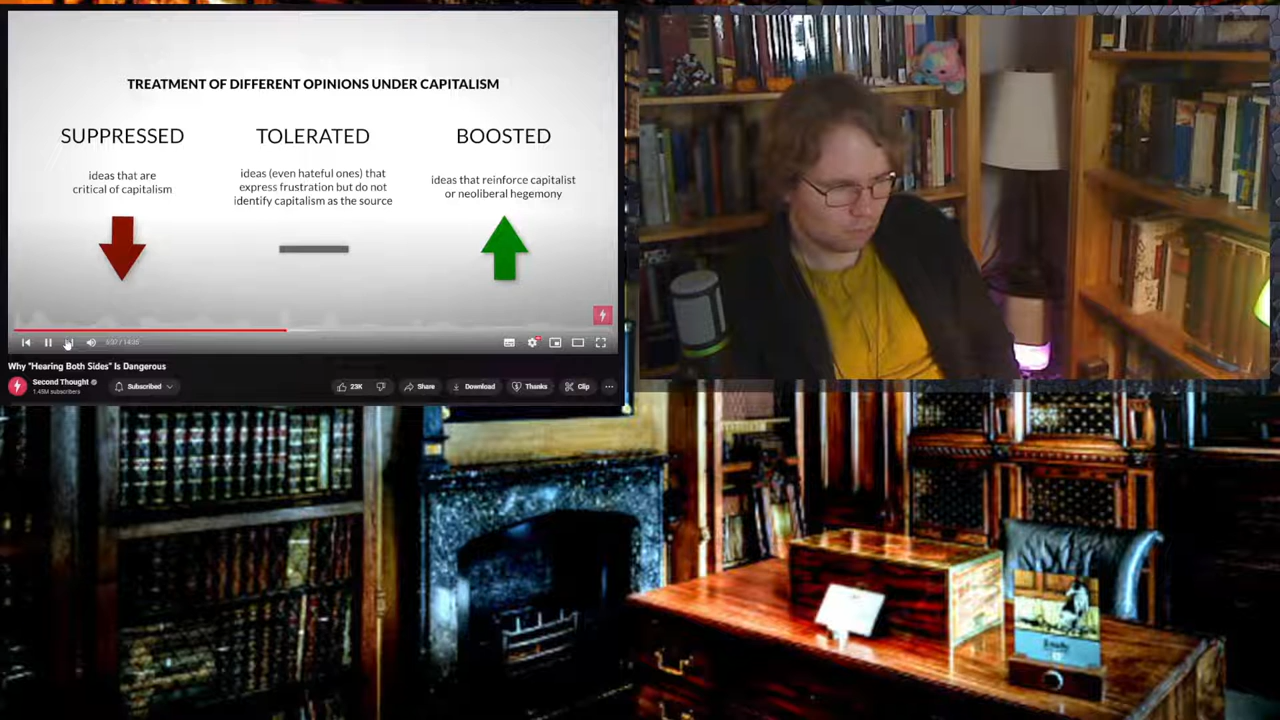 TREATMENT OF DIFFERENT OPINIONS UNDER CAPITALISM
SUPPRESSED
ideas that are
critical of capitalism
TOLERATED
ideas (even hateful ones) that
express frustration but do not
identify capitalism as the source
BOOSTED
ideas that reinforce capitalist
or neoliberal hegemony
Why "Hearing Both Sides" Is Dangerous
Second Thought
subscribers
Subscribed
23K
Share
Download
Thanks
Clip